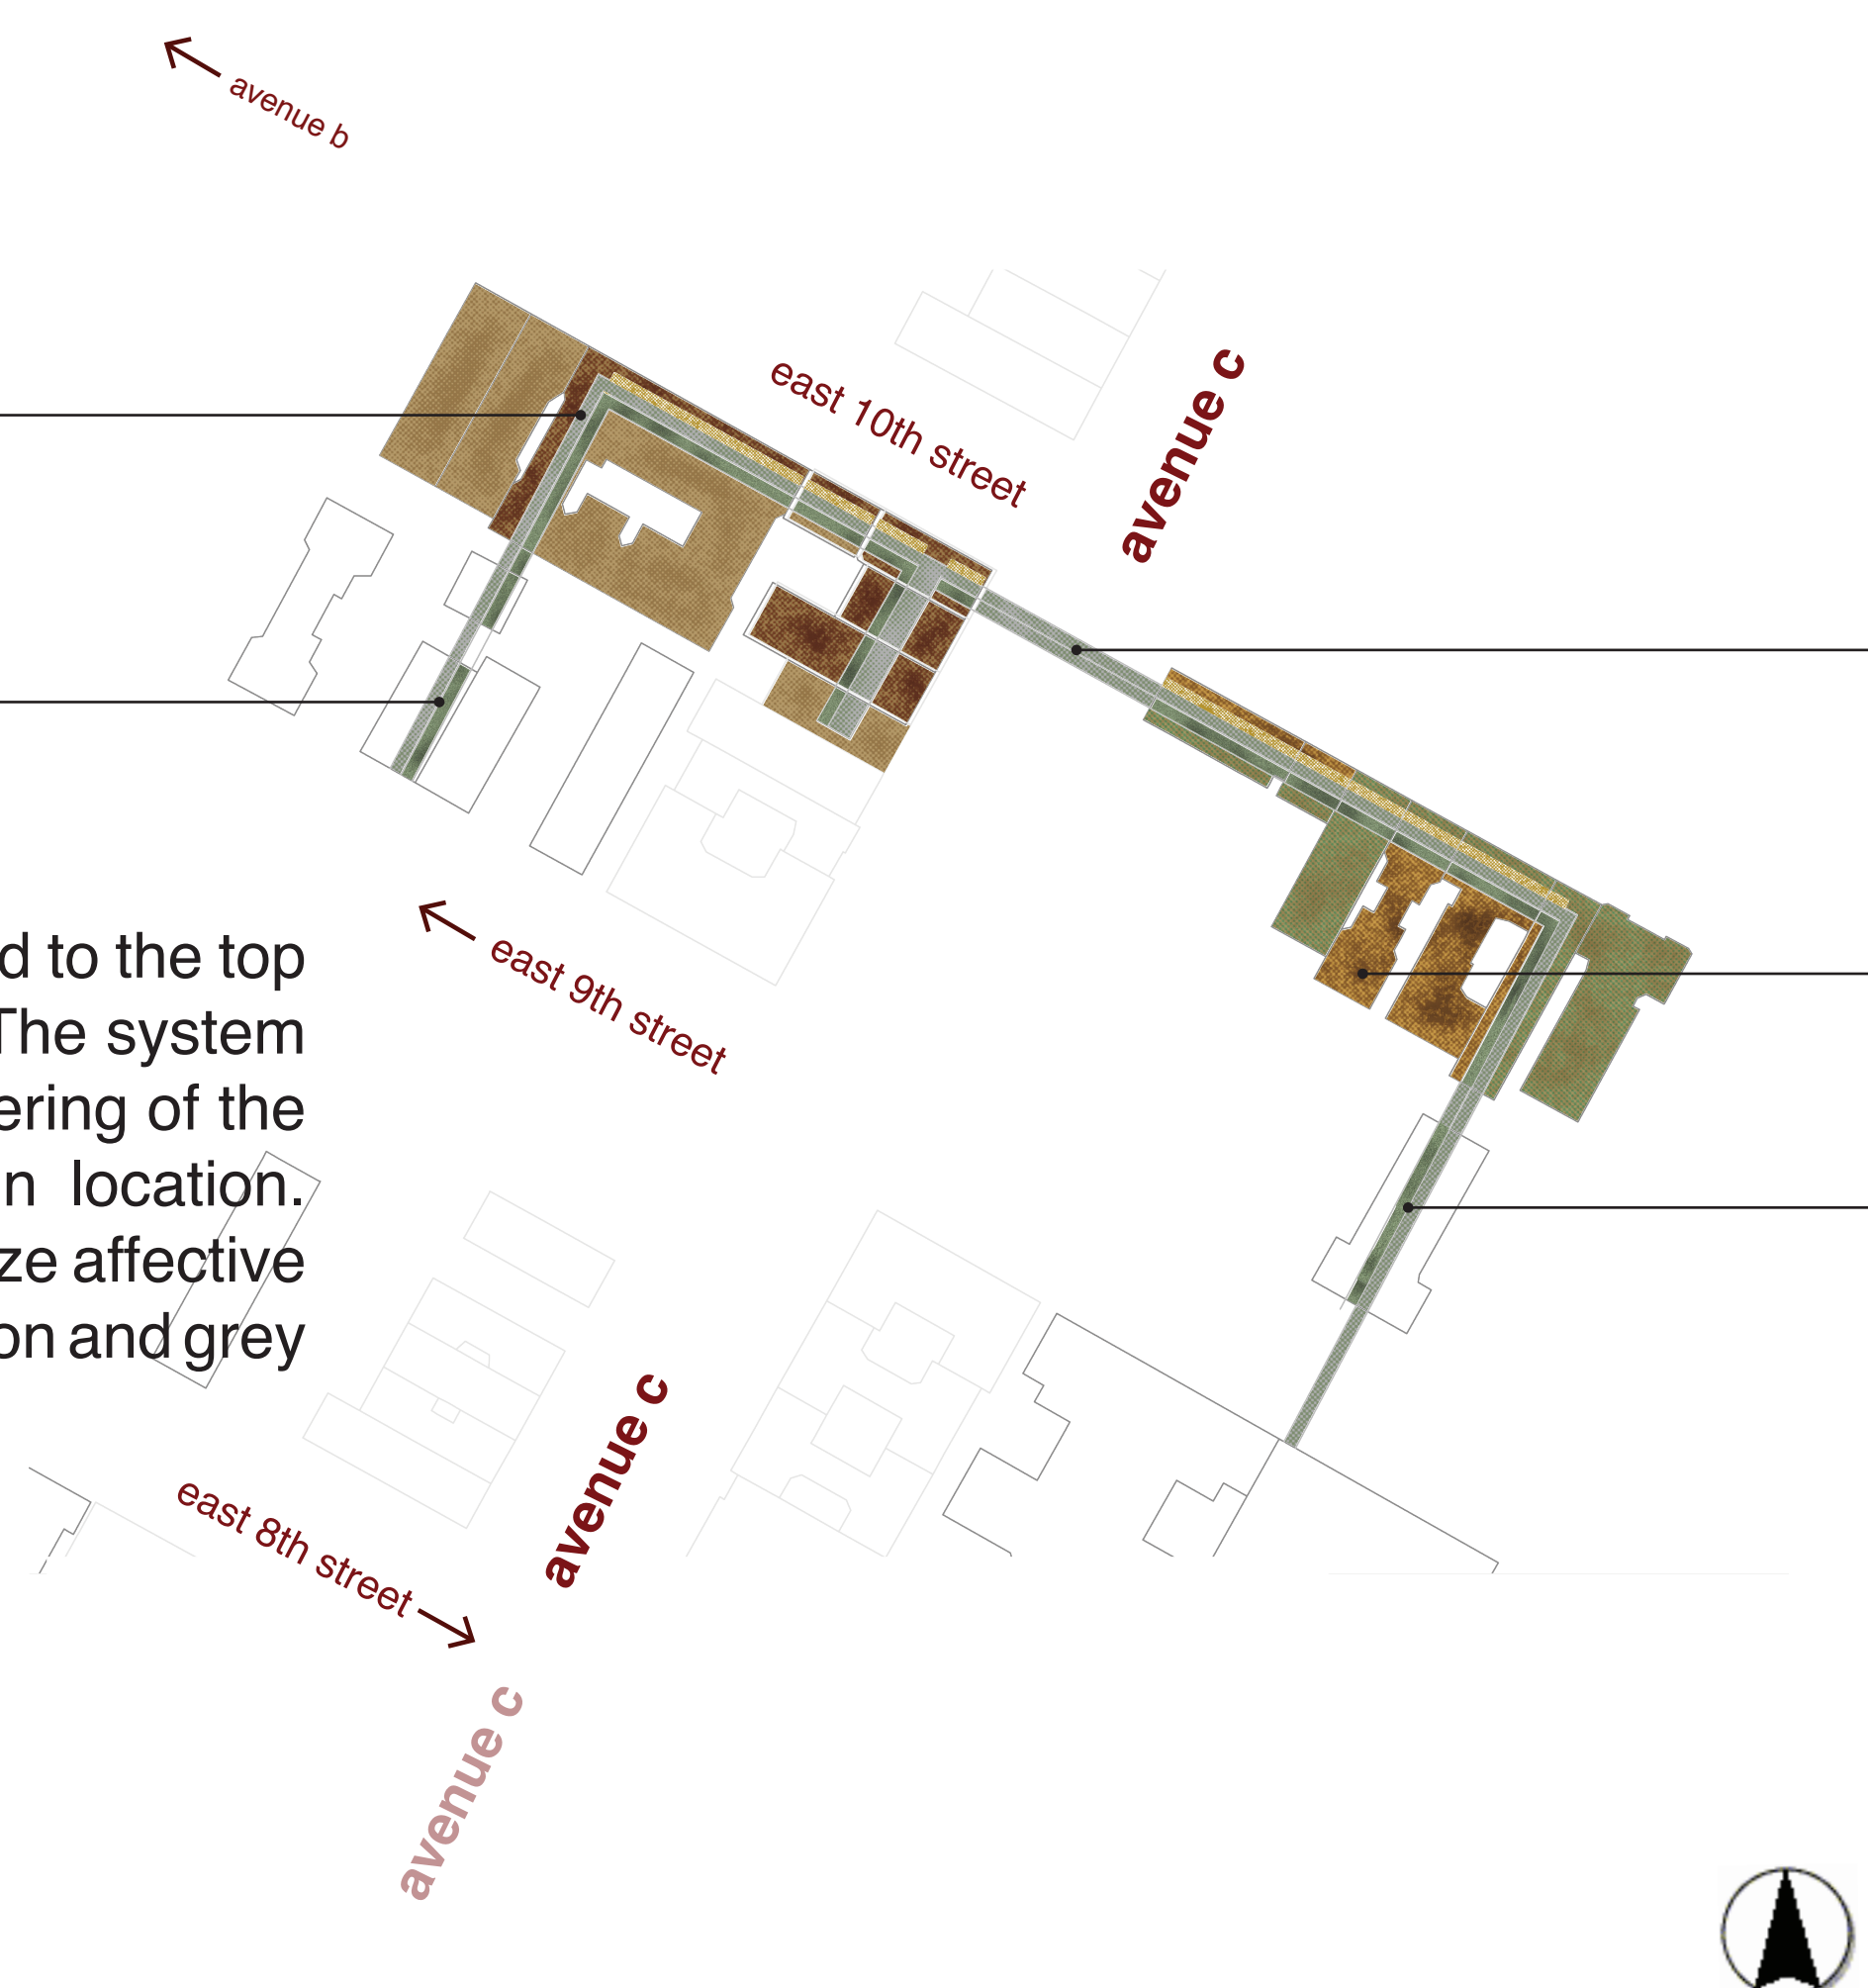 avenue b
east 10th street
avenue c
east 9th street
d to the top
The system
ering of the
n location.
ze affective
on and grey
avenue c
east 8th street
avenue c